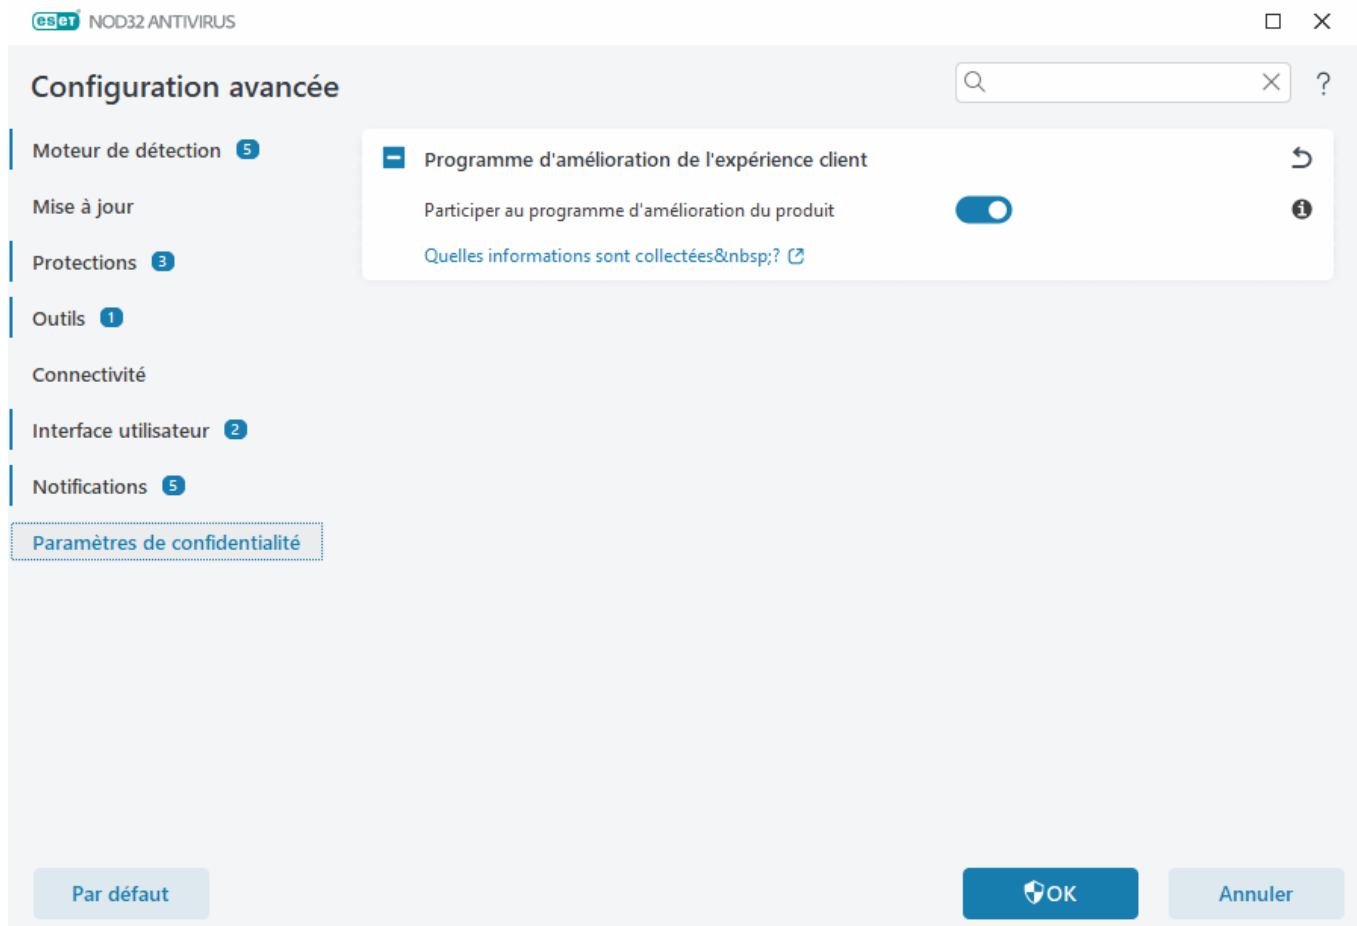 eset NOD32 ANTIVIRUS
Configuration avancée
?
Moteur de détection 5
Mise à jour
Protections 3
Outils 1
Connectivité
Interface utilisateur 2
Notifications 5
Paramètres de confidentialité
Programme d'amélioration de l'expérience client
Participer au programme d'amélioration du produit
Quelles informations sont collectées&nbsp;?
Par défaut
OK
Annuler